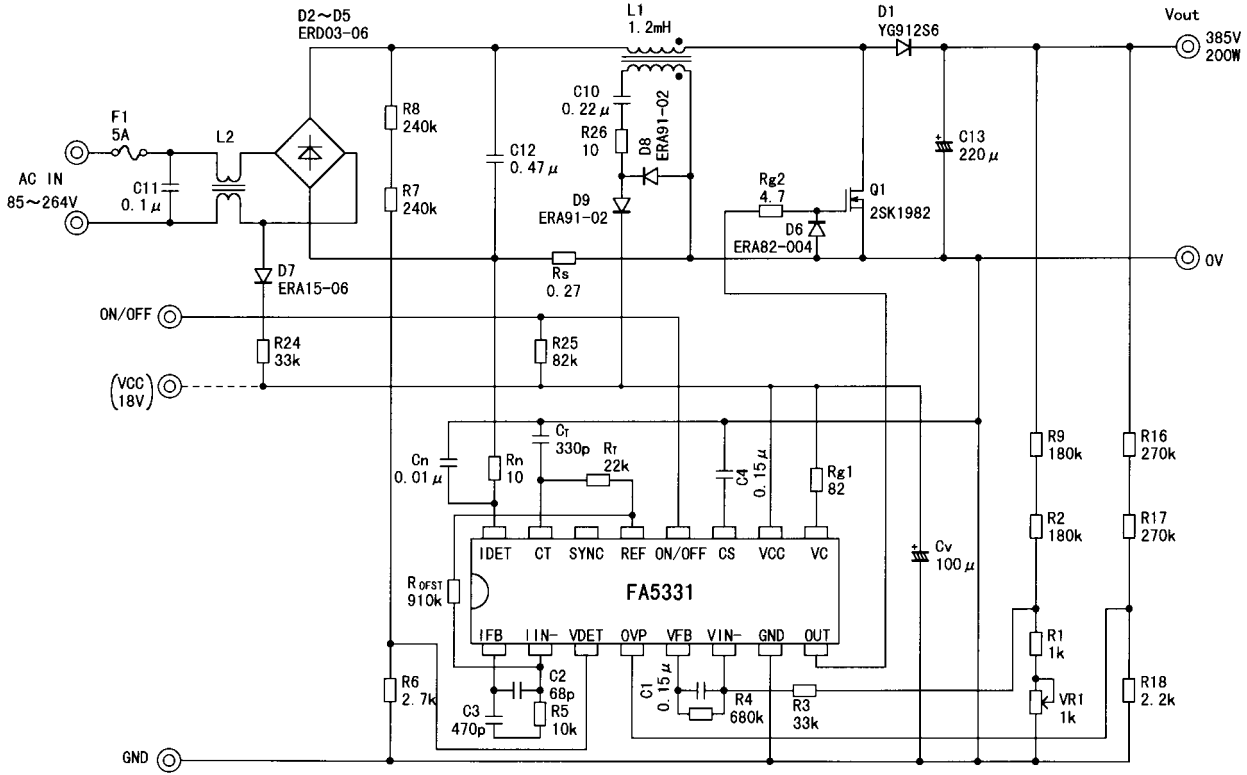 D2～D5
ERD03-06
L1
1.2mH
D1
YG912S6
Vout
385V
200W
F1
5A
L2
R8
240k
C10
0.22μ
R26
10
D8
ERA91-02
C12
0.47μ
C13
220μ
AC IN
85～264V
C11
0.1μ
R7
240k
D9
ERA91-02
Rg2
4.7
Q1
2SK1982
D6
ERA82-004
D7
ERA15-06
Rs
0.27
0V
ON/OFF
R24
33k
R25
82k
(VCC
18V)
CT
330p
RT
22k
Cn
0.01μ
Rn
10
C4
0.15μ
Rg1
82
R9
180k
R16
270k
R2
180k
R17
270k
IDET
CT
SYNC
REF
ON/OFF
CS
VCC
VC
Cv
100μ
ROFST
910k
FA5331
IFB
IIN-
VDET
OVP
VFB
VIN-
GND
OUT
R1
1k
R6
2.7k
C2
68p
C3
470p
R5
10k
C1
0.15μ
R4
680k
R3
33k
VR1
1k
R18
2.2k
GND